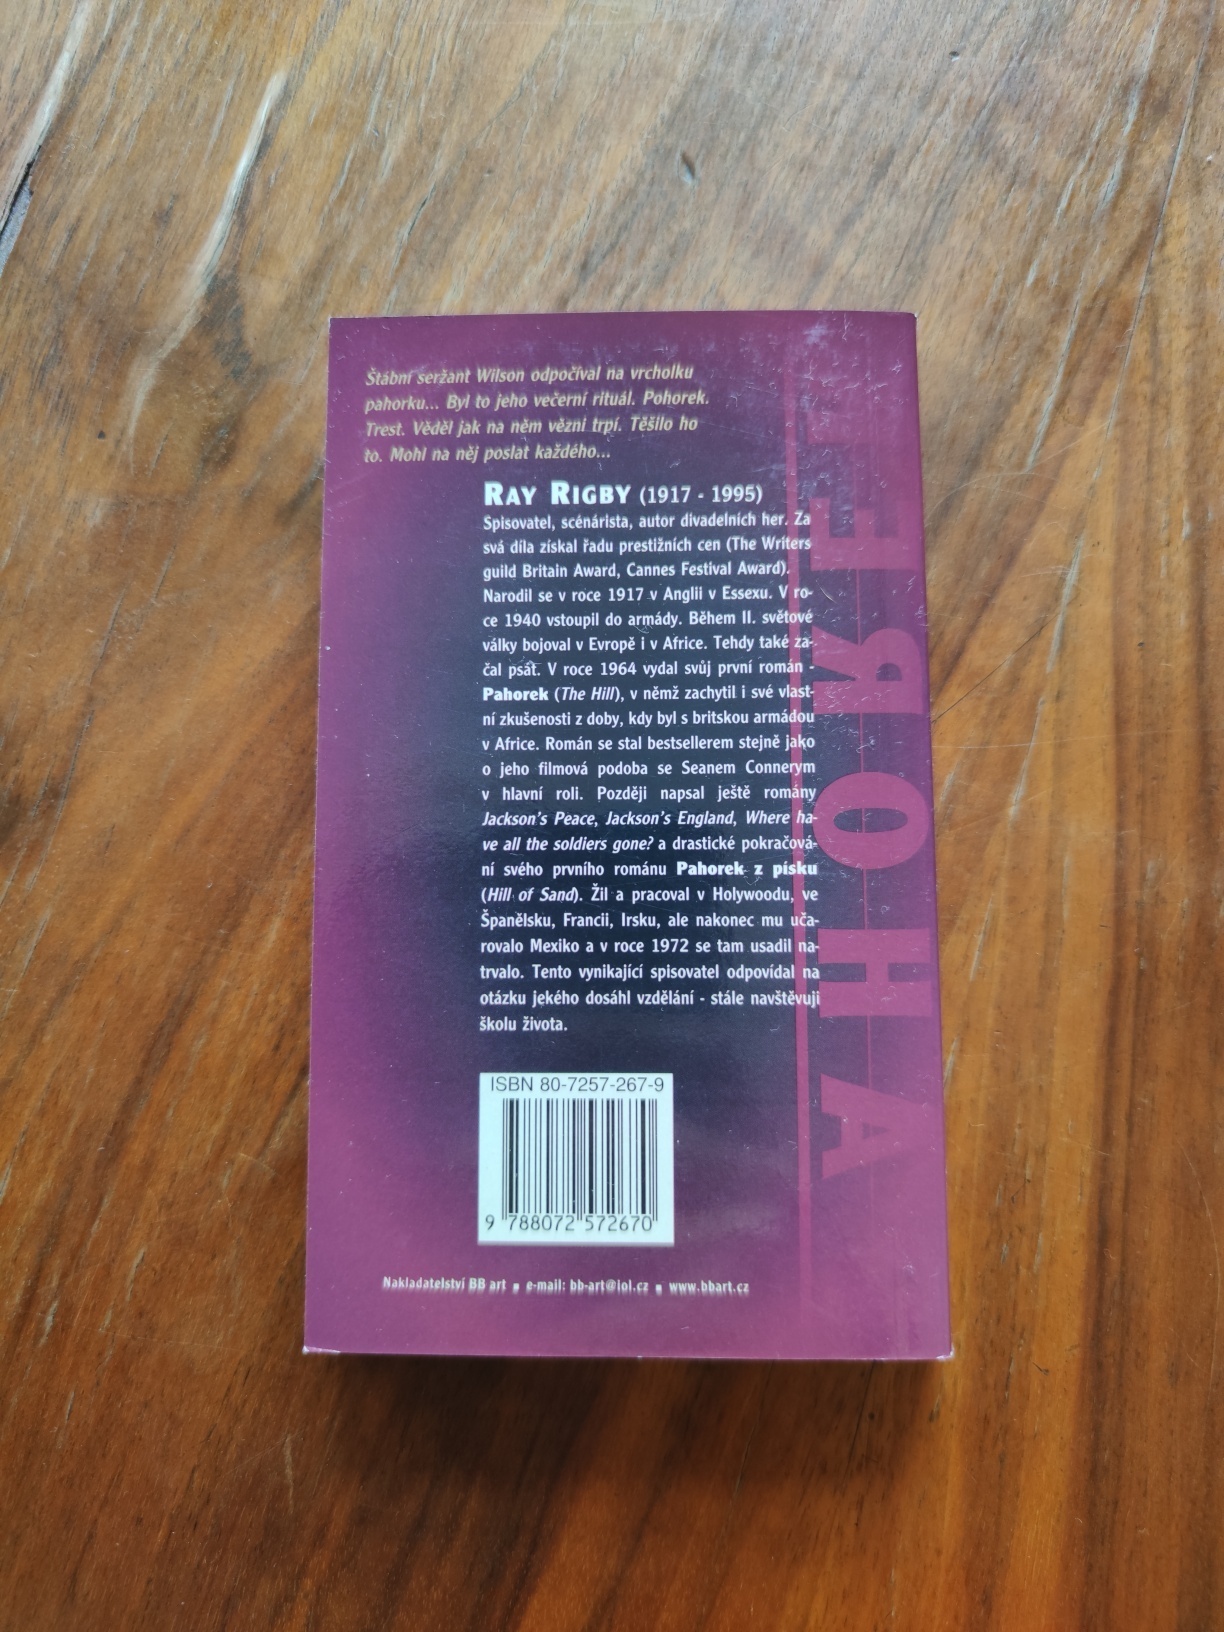 Štábní seržant Wilson odpočíval na vrcholku
pahorku... Byl to jeho večerní rituál. Pohorek.
Trest. Věděl jak na něm vězni trpí. Těšilo ho
to. Mohl na něj poslat každého...
RAY RIGBY (1917 - 1995)
Spisovatel, scénárista, autor divadelních her. Za
svá díla získal řadu prestižních cen (The Writers
guild Britain Award, Cannes Festival Award).
Narodil se v roce 1917 v Anglii v Essexu. V ro-
ce 1940 vstoupil do armády. Během II. světové
války bojoval v Evropě i v Africe. Tehdy také za-
čal psát. V roce 1964 vydal svůj první román -
Pahorek (The Hill), v němž zachytil i své vlast-
ní zkušenosti z doby, kdy byl s britskou armádou
v Africe. Román se stal bestsellerem stejně jako
o jeho filmová podoba se Seanem Connerym
v hlavní roli. Později napsal ještě romány
Jackson's Peace, Jackson's England, Where ha-
ve all the soldiers gone? a drastické pokračová-
ní svého prvního románu Pahorek z písku
(Hill of Sand). Žil a pracoval v Holywoodu, ve
Španělsku, Francii, Irsku, ale nakonec mu uča-
rovalo Mexiko a v roce 1972 se tam usadil na-
trvalo. Tento vynikající spisovatel odpovídal na
otázku jekého dosáhl vzdělání - stále navštěvuji
školu života.
ISBN 80-7257-267-9
9 788072 572670
Nakladatelství BB art ■ e-mail: bb-art@iol.cz ■ www.bbart.cz
AHORE